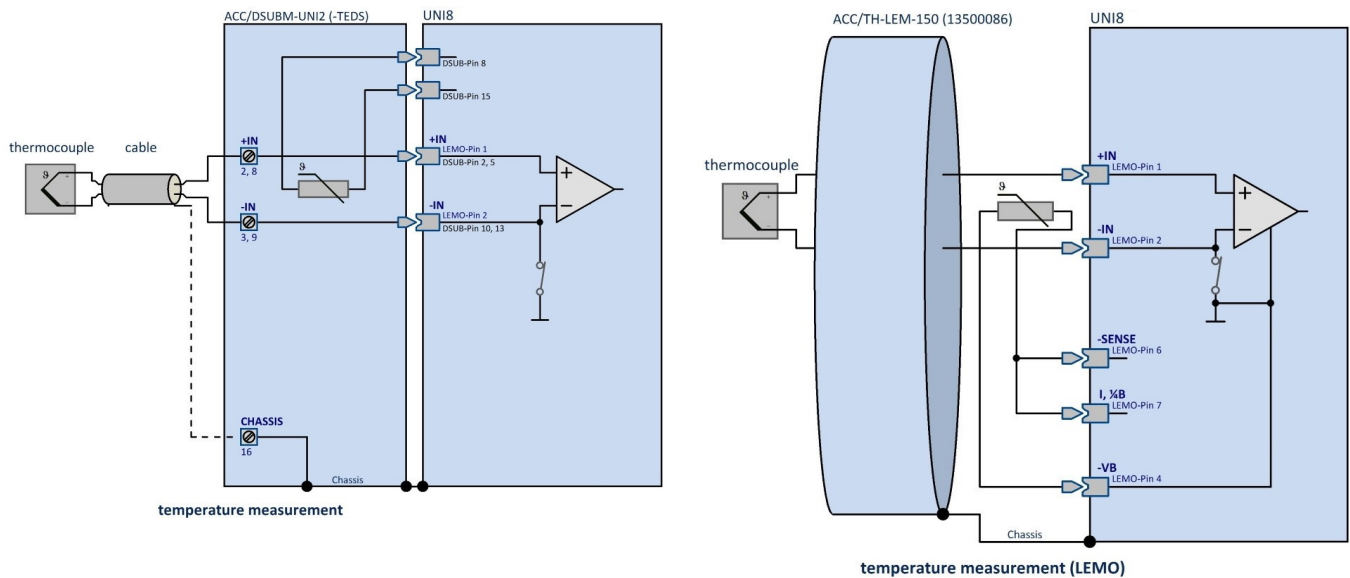 ACC/DSUBM-UNI2 (-TEDS)
UNI8
DSUB-Pin 8
DSUB-Pin 15
thermocouple
cable
+IN
2, 8
+IN
LEMO-Pin 1
DSUB-Pin 2, 5
ϑ
ϑ
+
-IN
3, 9
-IN
LEMO-Pin 2
DSUB-Pin 10, 13
−
CHASSIS
16
Chassis
temperature measurement
ACC/TH-LEM-150 (13500086)
UNI8
thermocouple
ϑ
ϑ
+IN
LEMO-Pin 1
+
-IN
LEMO-Pin 2
−
-SENSE
LEMO-Pin 6
I, ¼B
LEMO-Pin 7
-VB
LEMO-Pin 4
Chassis
temperature measurement (LEMO)